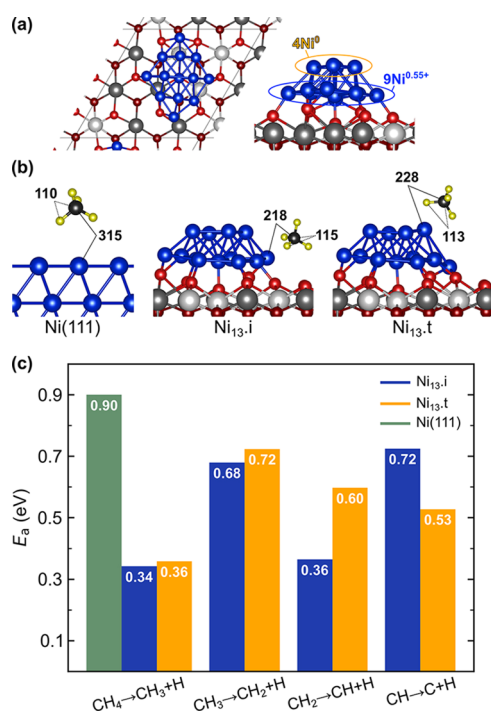 (a)
4Ni⁰
9Ni⁰·⁵⁵⁺
(b)
110
315
218
115
228
113
Ni(111)
Ni₁₃.i
Ni₁₃.t
(c)
Eₐ (eV)
0.9
0.7
0.5
0.3
0.1
Ni₁₃.i
Ni₁₃.t
Ni(111)
0.90
0.34
0.36
0.68
0.72
0.36
0.60
0.72
0.53
CH₄→CH₃+H
CH₃→CH₂+H
CH₂→CH+H
CH→C+H